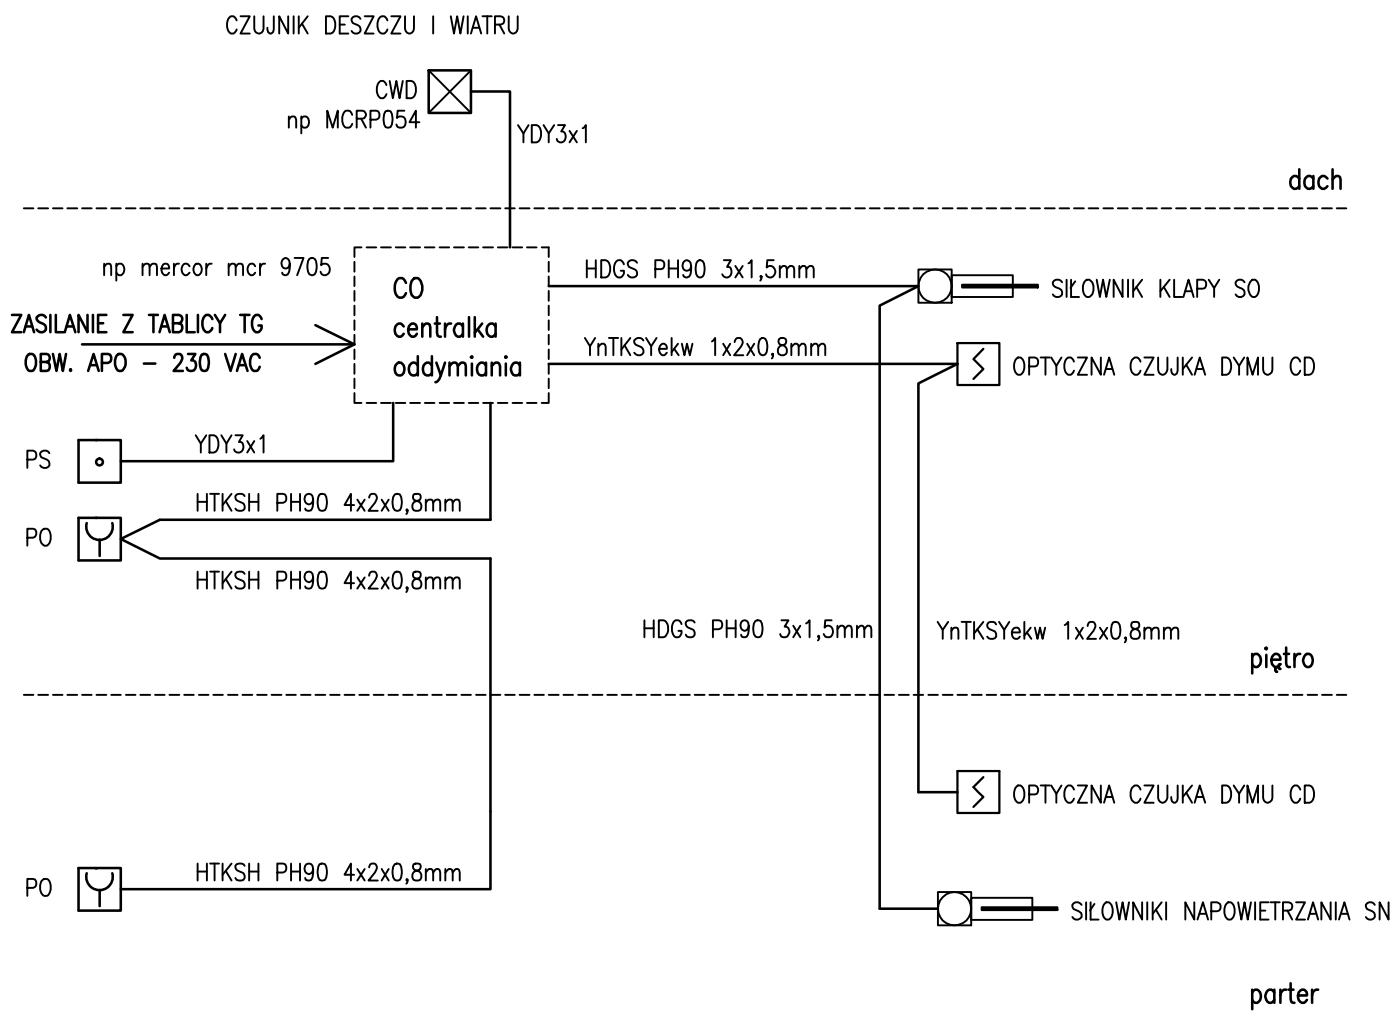 CZUJNIK DESZCZU I WIATRU
CWD
np MCRP054
YDY3x1
dach
np mercor mcr 9705
CO
centralka
oddymiania
HDGS PH90 3x1,5mm
SIŁOWNIK KLAPY SO
ZASILANIE Z TABLICY TG
OBW. APO - 230 VAC
YnTKSYekw 1x2x0,8mm
OPTYCZNA CZUJKA DYMU CD
PS
YDY3x1
HTKSH PH90 4x2x0,8mm
PO
HTKSH PH90 4x2x0,8mm
HDGS PH90 3x1,5mm
YnTKSYekw 1x2x0,8mm
piętro
OPTYCZNA CZUJKA DYMU CD
PO
HTKSH PH90 4x2x0,8mm
SIŁOWNIKI NAPOWIETRZANIA SN
parter